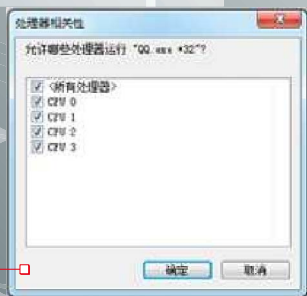 处理器相关性
允许哪些处理器运行 "QQ.exe *32"?
<所有处理器>
CPU 0
CPU 1
CPU 2
CPU 3
确定
取消